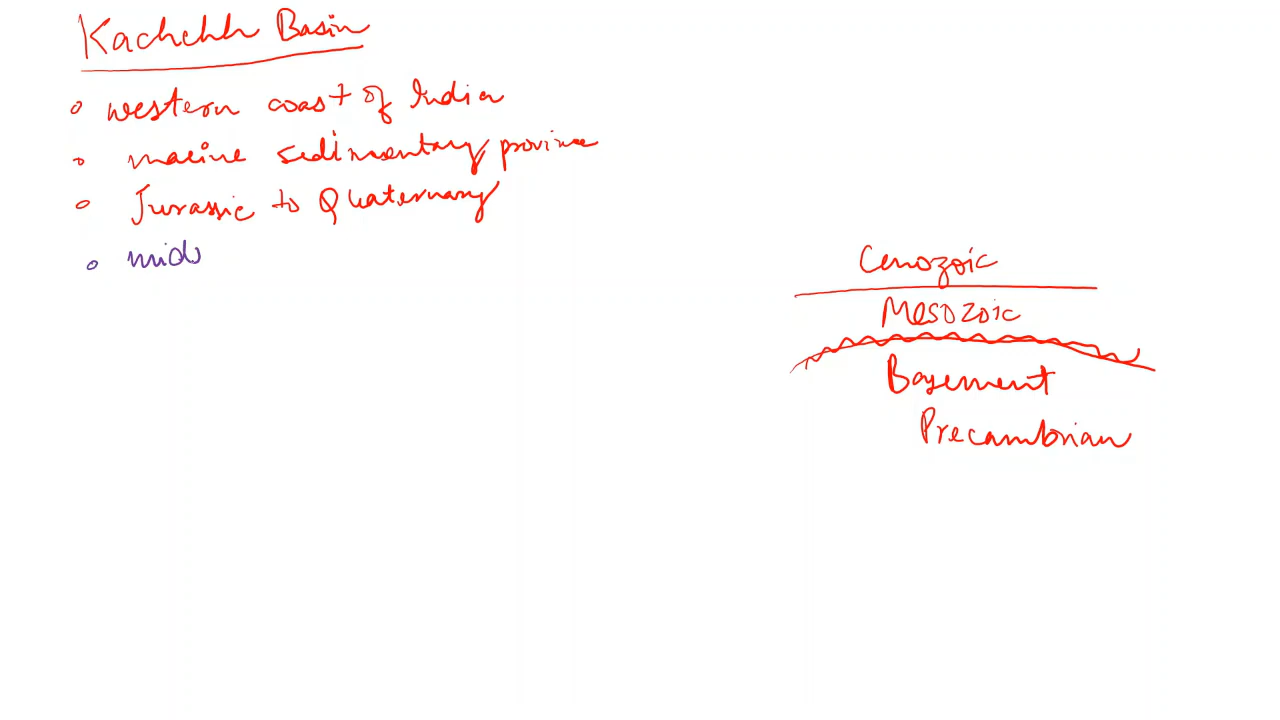 Kachchh Basin
western coast of India
marine sedimentary province
Jurassic to Quaternary
mid
Cenozoic
Mesozoic
Basement
Precambrian